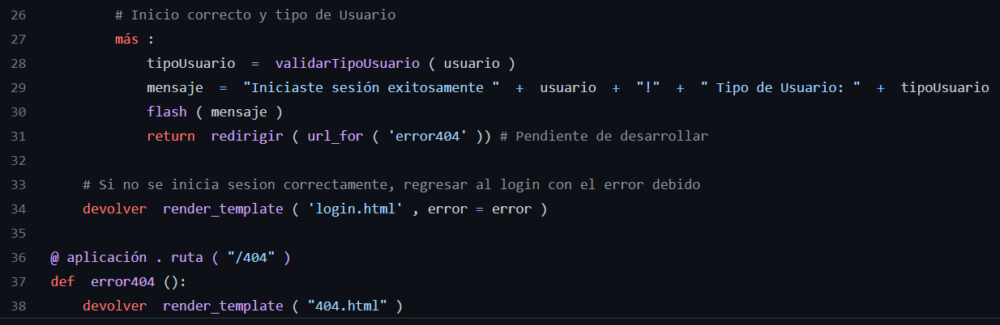 26 # Inicio correcto y tipo de Usuario
27 más :
28 tipoUsuario = validarTipoUsuario ( usuario )
29 mensaje = "Iniciaste sesión exitosamente " + usuario + "!" + " Tipo de Usuario: " + tipoUsuario
30 flash ( mensaje )
31 return redirigir ( url_for ( 'error404' )) # Pendiente de desarrollar
32
33 # Si no se inicia sesion correctamente, regresar al login con el error debido
34 devolver render_template ( 'login.html' , error = error )
35
36 @ aplicación . ruta ( "/404" )
37 def error404 ():
38 devolver render_template ( "404.html" )